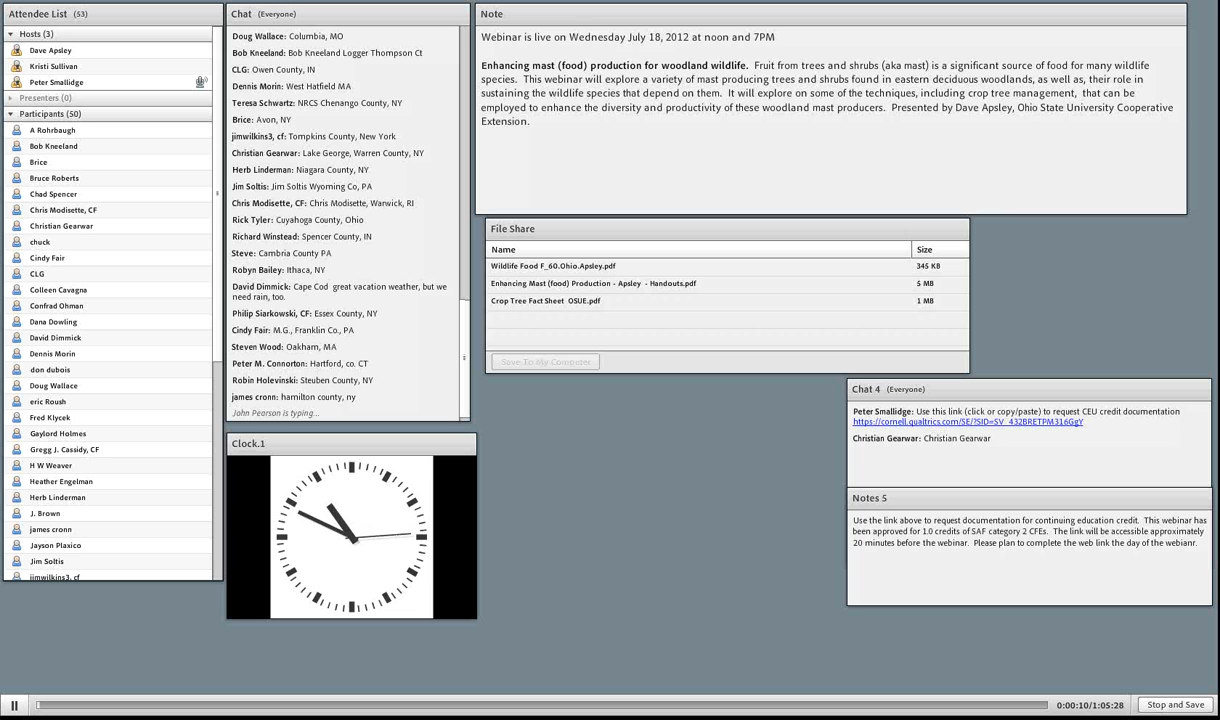 Attendee List (53)
Hosts (3)
Dave Apsley
Kristi Sullivan
Peter Smallidge
Presenters (0)
Participants (50)
A Rohrbaugh
Bob Kneeland
Brice
Bruce Roberts
Chad Spencer
Chris Modisette, CF
Christian Gearwar
chuck
Cindy Fair
CLG
Colleen Cavagna
Confrad Ohman
Dana Dowling
David Dimmick
Dennis Morin
don dubois
Doug Wallace
eric Roush
Fred Klycek
Gaylord Holmes
Gregg J. Cassidy, CF
H W Weaver
Heather Engelman
Herb Linderman
J. Brown
james cronn
Jayson Plaxico
Jim Soltis
jimwilkins3, cf
Chat (Everyone)
Doug Wallace: Columbia, MO
Bob Kneeland: Bob Kneeland Logger Thompson Ct
CLG: Owen County, IN
Dennis Morin: West Hatfield MA
Teresa Schwartz: NRCS Chenango County, NY
Brice: Avon, NY
jimwilkins3, cf: Tompkins County, New York
Christian Gearwar: Lake George, Warren County, NY
Herb Linderman: Niagara County, NY
Jim Soltis: Jim Soltis Wyoming Co, PA
Chris Modisette, CF: Chris Modisette, Warwick, RI
Rick Tyler: Cuyahoga County, Ohio
Richard Winstead: Spencer County, IN
Steve: Cambria County PA
Robyn Bailey: Ithaca, NY
David Dimmick: Cape Cod great vacation weather, but we
need rain, too.
Philip Siarkowski, CF: Essex County, NY
Cindy Fair: M.G., Franklin Co., PA
Steven Wood: Oakham, MA
Peter M. Connorton: Hartford, co. CT
Robin Holevinski: Steuben County, NY
james cronn: hamilton county, ny
John Pearson is typing...
Clock.1
Note
Webinar is live on Wednesday July 18, 2012 at noon and 7PM
Enhancing mast (food) production for woodland wildlife. Fruit from trees and shrubs (aka mast) is a significant source of food for many wildlife
species. This webinar will explore a variety of mast producing trees and shrubs found in eastern deciduous woodlands, as well as, their role in
sustaining the wildlife species that depend on them. It will explore on some of the techniques, including crop tree management, that can be
employed to enhance the diversity and productivity of these woodland mast producers. Presented by Dave Apsley, Ohio State University Cooperative
Extension.
File Share
Name Size
Wildlife Food F_60.Ohio.Apsley.pdf 345 KB
Enhancing Mast (food) Production - Apsley - Handouts.pdf 5 MB
Crop Tree Fact Sheet OSUE.pdf 1 MB
Save To My Computer
Chat 4 (Everyone)
Peter Smallidge: Use this link (click or copy/paste) to request CEU credit documentation
https://cornell.qualtrics.com/SE/?SID=SV_432BRETPM316GgY
Christian Gearwar: Christian Gearwar
Notes 5
Use the link above to request documentation for continuing education credit. This webinar has
been approved for 1.0 credits of SAF category 2 CFEs. The link will be accessible approximately
20 minutes before the webinar. Please plan to complete the web link the day of the webianr.
0:00:10/1:05:28
Stop and Save